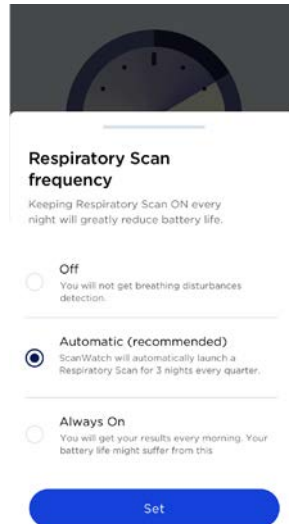 Respiratory Scan
frequency
Keeping Respiratory Scan ON every
night will greatly reduce battery life.
Off
You will not get breathing disturbances
detection.
Automatic (recommended)
ScanWatch will automatically launch a
Respiratory Scan for 3 nights every quarter.
Always On
You will get your results every morning. Your
battery life might suffer from this
Set